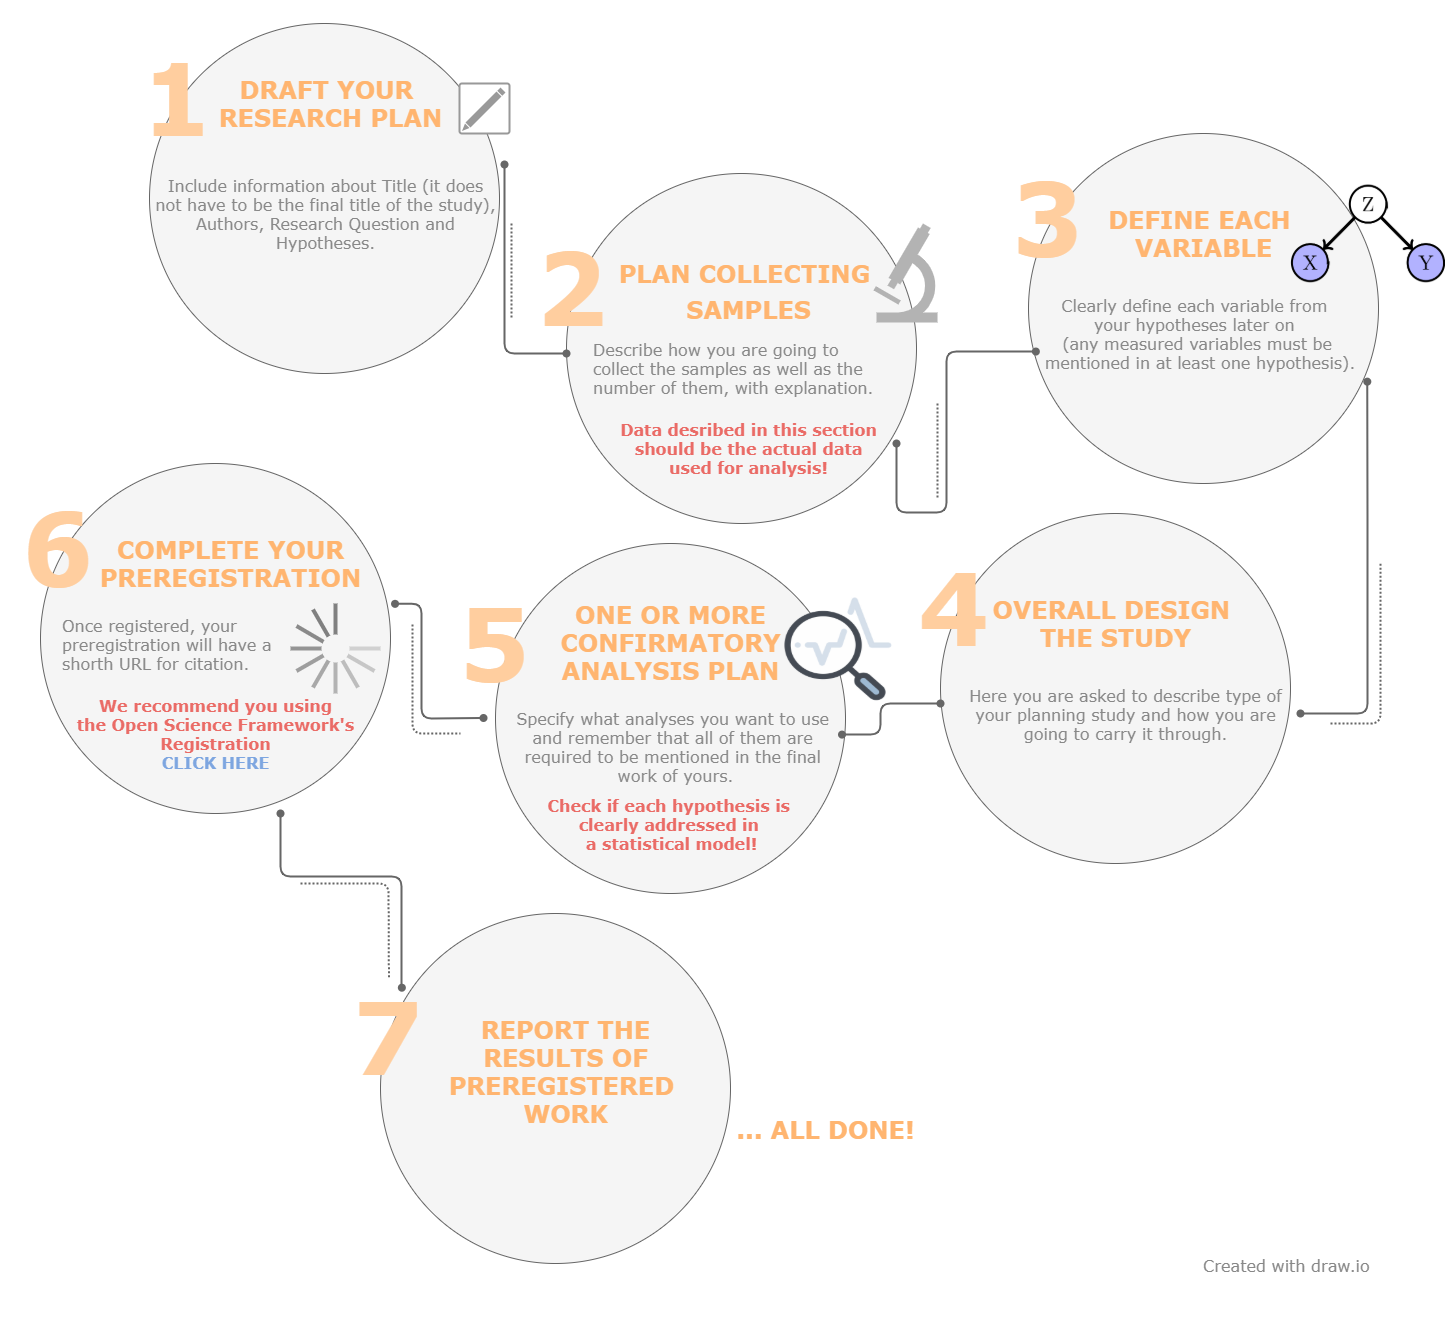 1
DRAFT YOUR
RESEARCH PLAN
Include information about Title (it does
not have to be the final title of the study),
Authors, Research Question and
Hypotheses.
2
PLAN COLLECTING
SAMPLES
Describe how you are going to
collect the samples as well as the
number of them, with explanation.
Data desribed in this section
should be the actual data
used for analysis!
3
DEFINE EACH
VARIABLE
Z
X
Y
Clearly define each variable from
your hypotheses later on
(any measured variables must be
mentioned in at least one hypothesis).
4
OVERALL DESIGN
THE STUDY
Here you are asked to describe type of
your planning study and how you are
going to carry it through.
5
ONE OR MORE
CONFIRMATORY
ANALYSIS PLAN
Specify what analyses you want to use
and remember that all of them are
required to be mentioned in the final
work of yours.
Check if each hypothesis is
clearly addressed in
a statistical model!
6
COMPLETE YOUR
PREREGISTRATION
Once registered, your
preregistration will have a
shorth URL for citation.
We recommend you using
the Open Science Framework's
Registration
CLICK HERE
7
REPORT THE
RESULTS OF
PREREGISTERED
WORK
... ALL DONE!
Created with draw.io